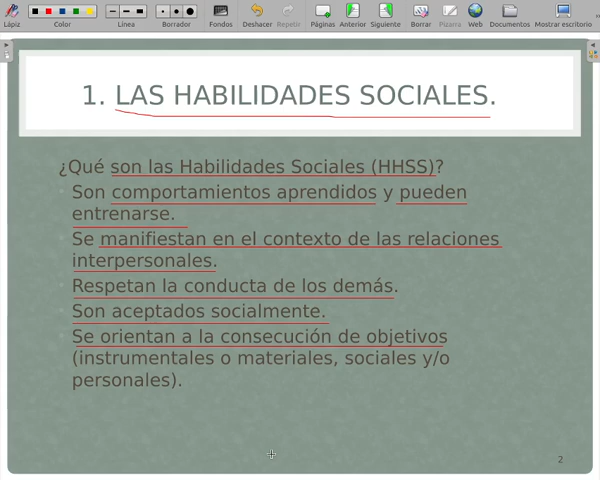 Lápiz
Color
Línea
Borrador
Fondos
Deshacer
Repetir
Páginas
Anterior
Siguiente
Borrar
Pizarra
Web
Documentos
Mostrar escritorio
1. LAS HABILIDADES SOCIALES.
¿Qué son las Habilidades Sociales (HHSS)?
Son comportamientos aprendidos y pueden
entrenarse.
Se manifiestan en el contexto de las relaciones
interpersonales.
Respetan la conducta de los demás.
Son aceptados socialmente.
Se orientan a la consecución de objetivos
(instrumentales o materiales, sociales y/o
personales).
2